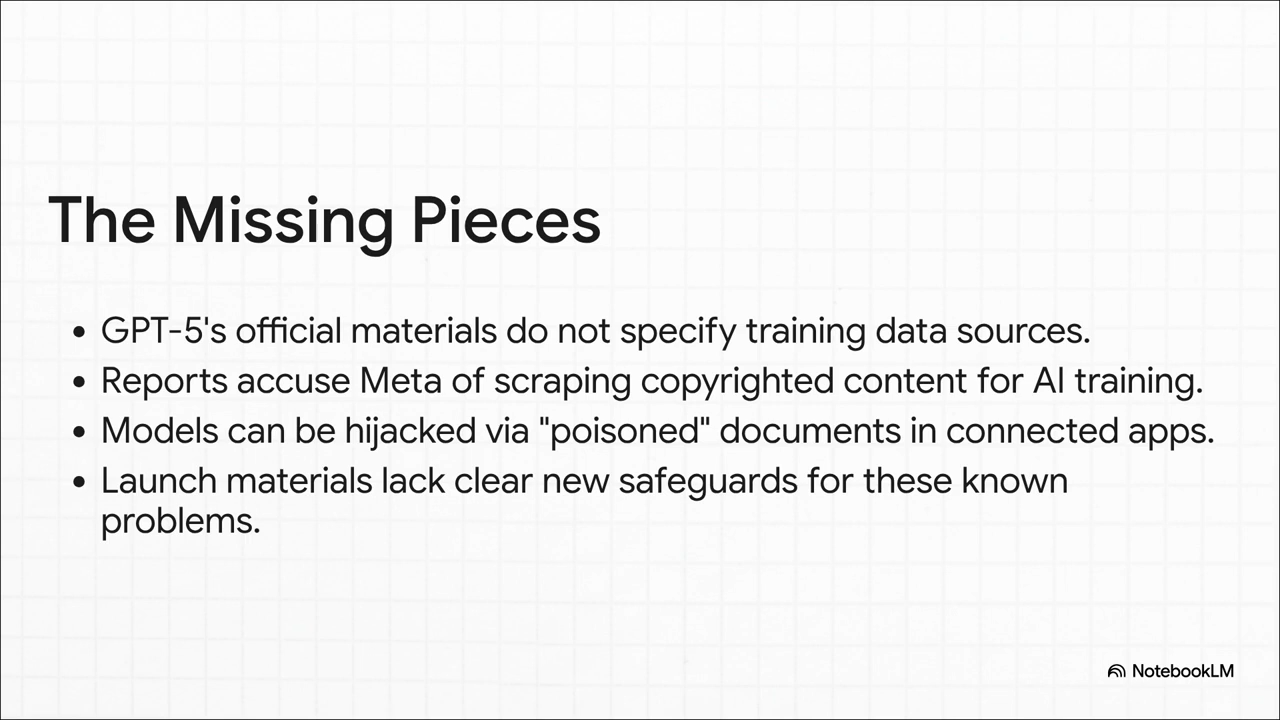 The Missing Pieces
• GPT-5's official materials do not specify training data sources.
• Reports accuse Meta of scraping copyrighted content for AI training.
• Models can be hijacked via "poisoned" documents in connected apps.
• Launch materials lack clear new safeguards for these known
problems.
NotebookLM